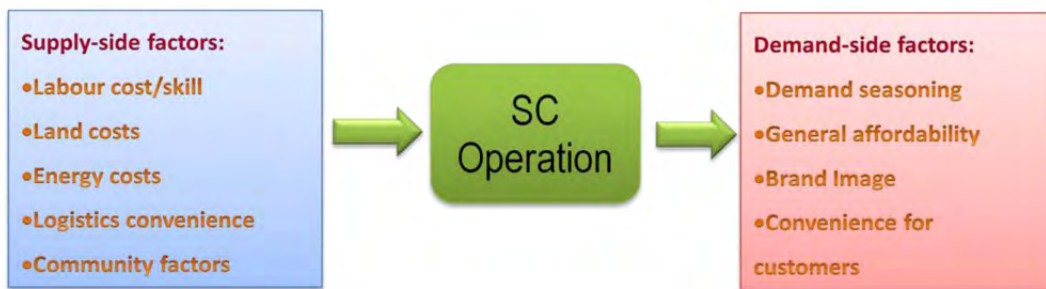 Supply-side factors:
•Labour cost/skill
•Land costs
•Energy costs
•Logistics convenience
•Community factors
SC
Operation
Demand-side factors:
•Demand seasoning
•General affordability
•Brand Image
•Convenience for
customers